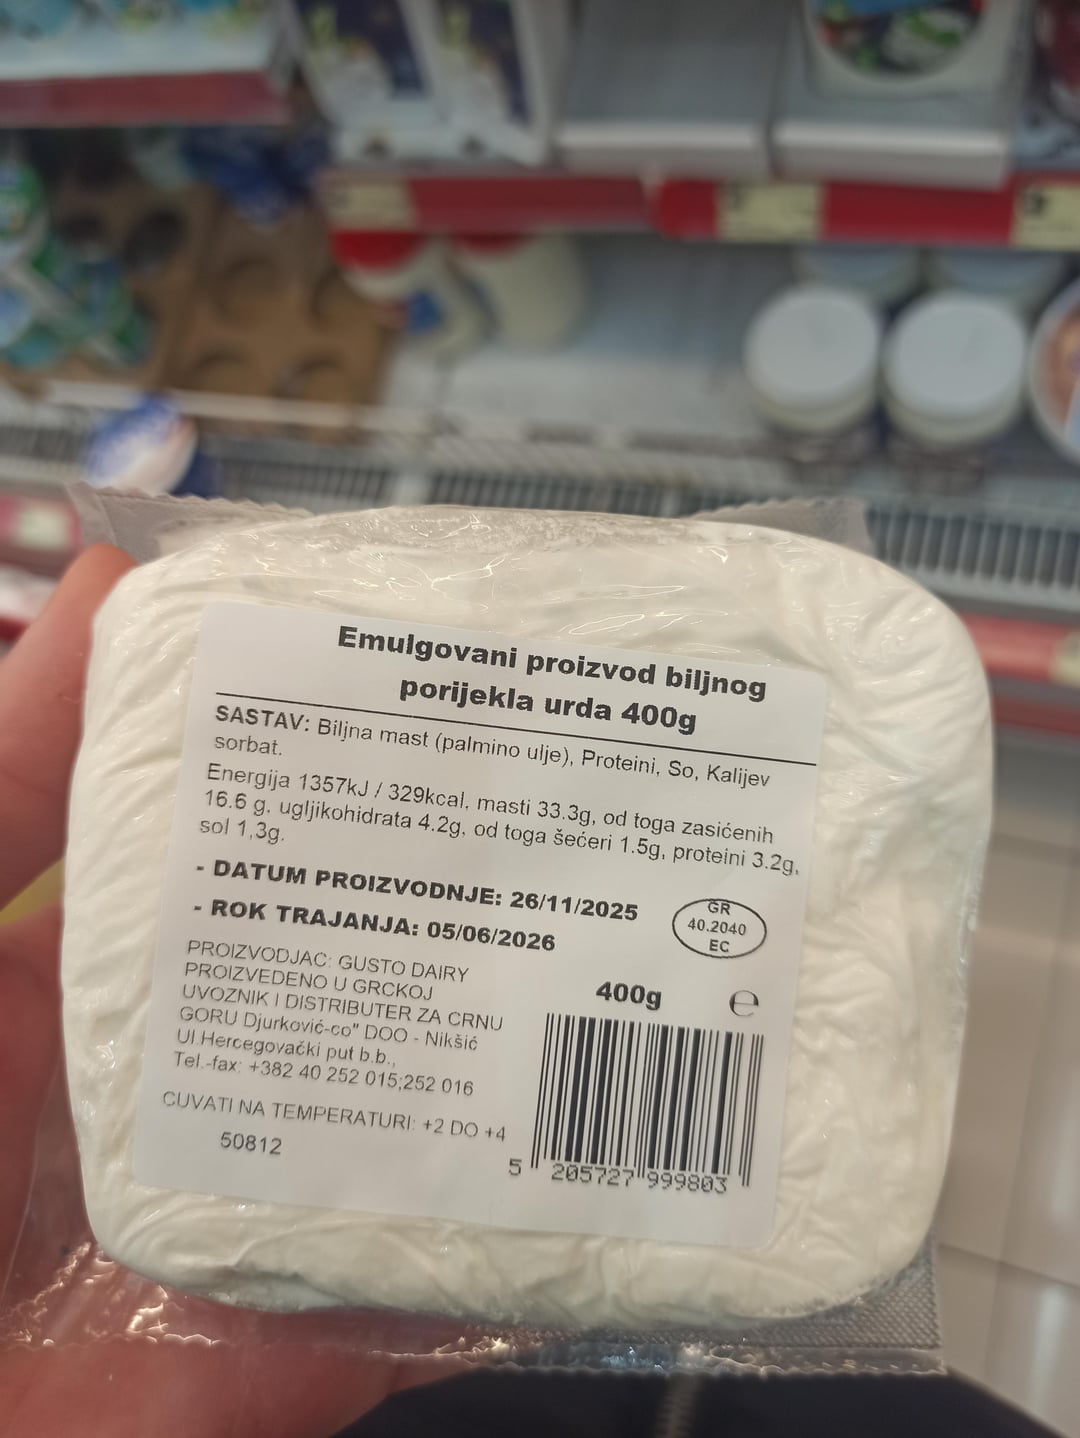 Emulgovani proizvod biljnog
porijekla urda 400g
SASTAV: Biljna mast (palmino ulje), Proteini, So, Kalijev
sorbat.
Energija 1357kJ / 329kcal, masti 33.3g, od toga zasićenih
16.6 g, ugljikohidrata 4.2g, od toga šećeri 1.5g, proteini 3.2g,
sol 1,3g.
- DATUM PROIZVODNJE: 26/11/2025
- ROK TRAJANJA: 05/06/2026
GR
40.2040
EC
PROIZVODJAC: GUSTO DAIRY
PROIZVEDENO U GRCKOJ
UVOZNIK I DISTRIBUTER ZA CRNU
GORU Djurković-co" DOO - Nikšić
Ul.Hercegovački put b.b.,
Tel.-fax: +382 40 252 015;252 016
400g ℮
CUVATI NA TEMPERATURI: +2 DO +4
50812
5 205727 999803